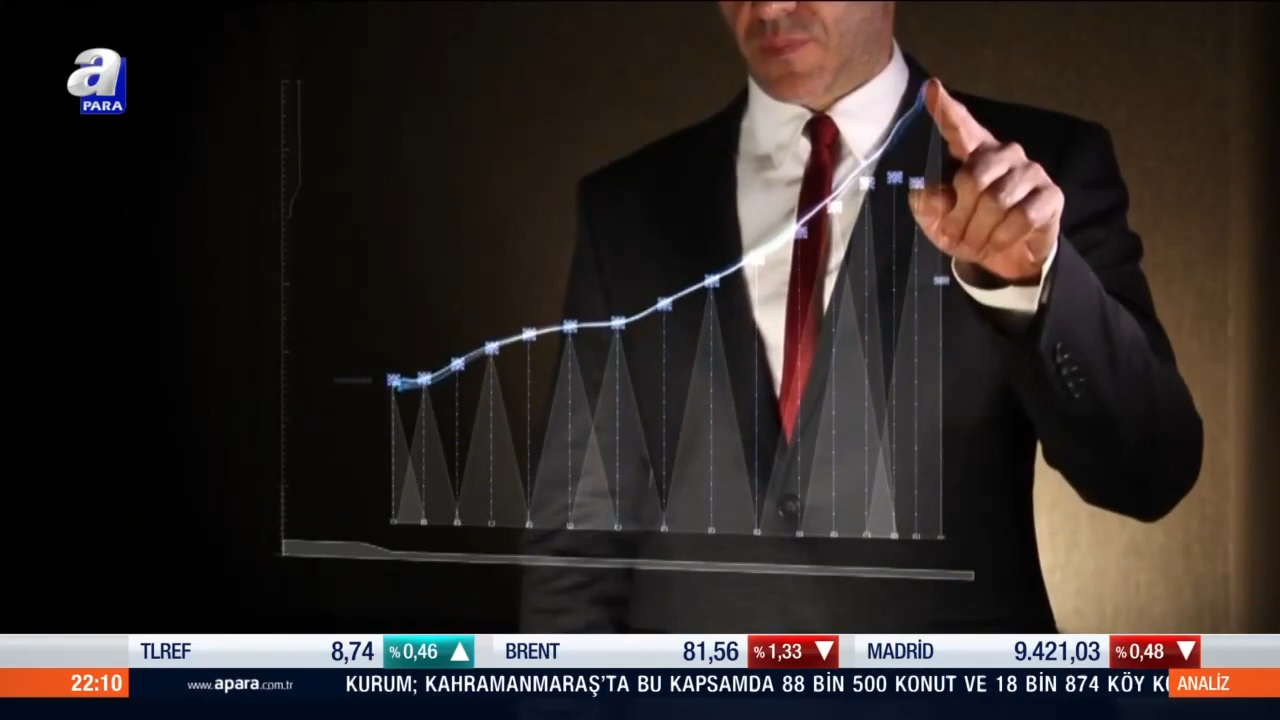 a
PARA
TLREF 8,74 %0,46 BRENT 81,56 %1,33 MADRİD 9.421,03 %0,48
22:10 www.apara.com.tr KURUM; KAHRAMANMARAŞ'TA BU KAPSAMDA 88 BİN 500 KONUT VE 18 BİN 874 KÖY ANALİZ